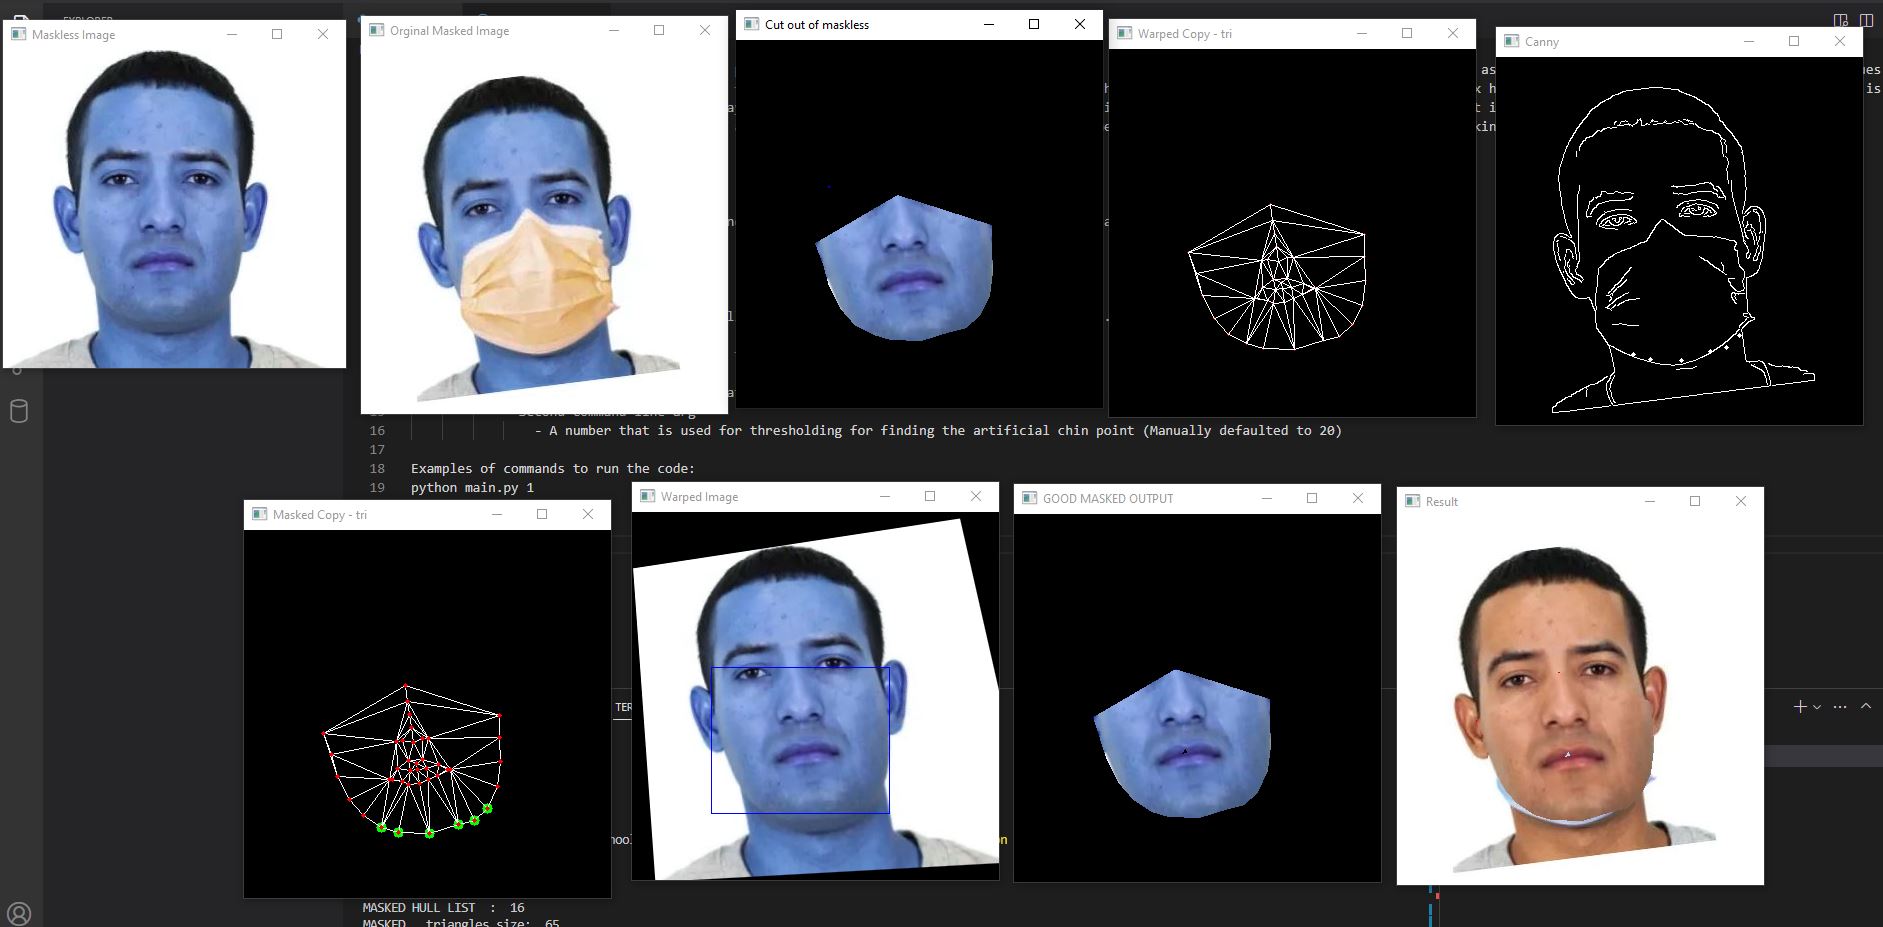 EXPLORER
Maskless Image
Orginal Masked Image
Cut out of maskless
Warped Copy - tri
Canny
16 - A number that is used for thresholding for finding the artificial chin point (Manually defaulted to 20)
17
18 Examples of commands to run the code:
19 python main.py 1
Masked Copy - tri
Warped Image
GOOD MASKED OUTPUT
Result
TER
MASKED HULL LIST : 16
MASKED triangles size: 65